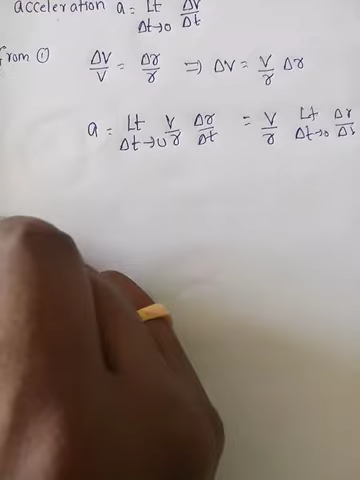 acceleration a = Lt Δt→0 ΔV/Δt
From ① ΔV/V = Δr/r ⇒ ΔV = V/r Δr
a = Lt Δt→0 V/r Δr/Δt = V/r Lt Δt→0 Δr/Δt